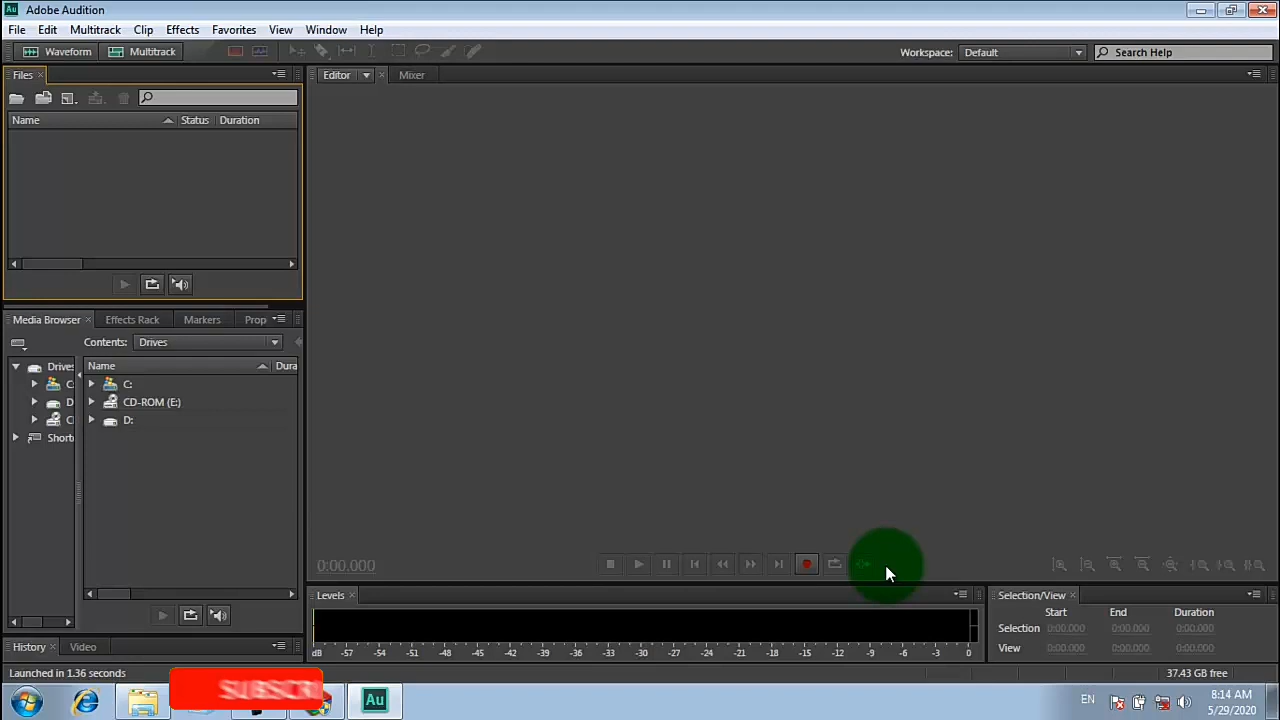 Au Adobe Audition
File Edit Multitrack Clip Effects Favorites View Window Help
Waveform Multitrack Workspace: Default Search Help
Files
Editor Mixer
Name Status Duration
Media Browser Effects Rack Markers Prop
Contents: Drives
Drives
Name Dura
C C:
D CD-ROM (E:)
C D:
Short
0:00.000
Levels
Selection/View
Start End Duration
Selection 0:00.000 0:00.000 0:00.000
View 0:00.000 0:00.000 0:00.000
dB -57 -54 -51 -48 -45 -42 -39 -36 -33 -30 -27 -24 -21 -18 -15 -12 -9 -6 -3 0
History Video
Launched in 1.36 seconds
37.43 GB free
SUBSCRI
Au
EN
8:14 AM
5/29/2020